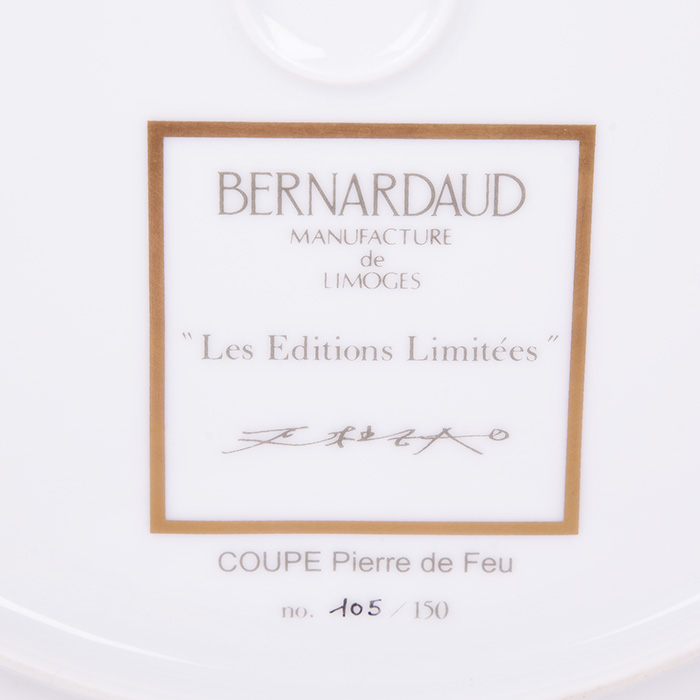 BERNARDAUD
MANUFACTURE
de
LIMOGES
"Les Editions Limitées"
COUPE Pierre de Feu
no. 105 / 150